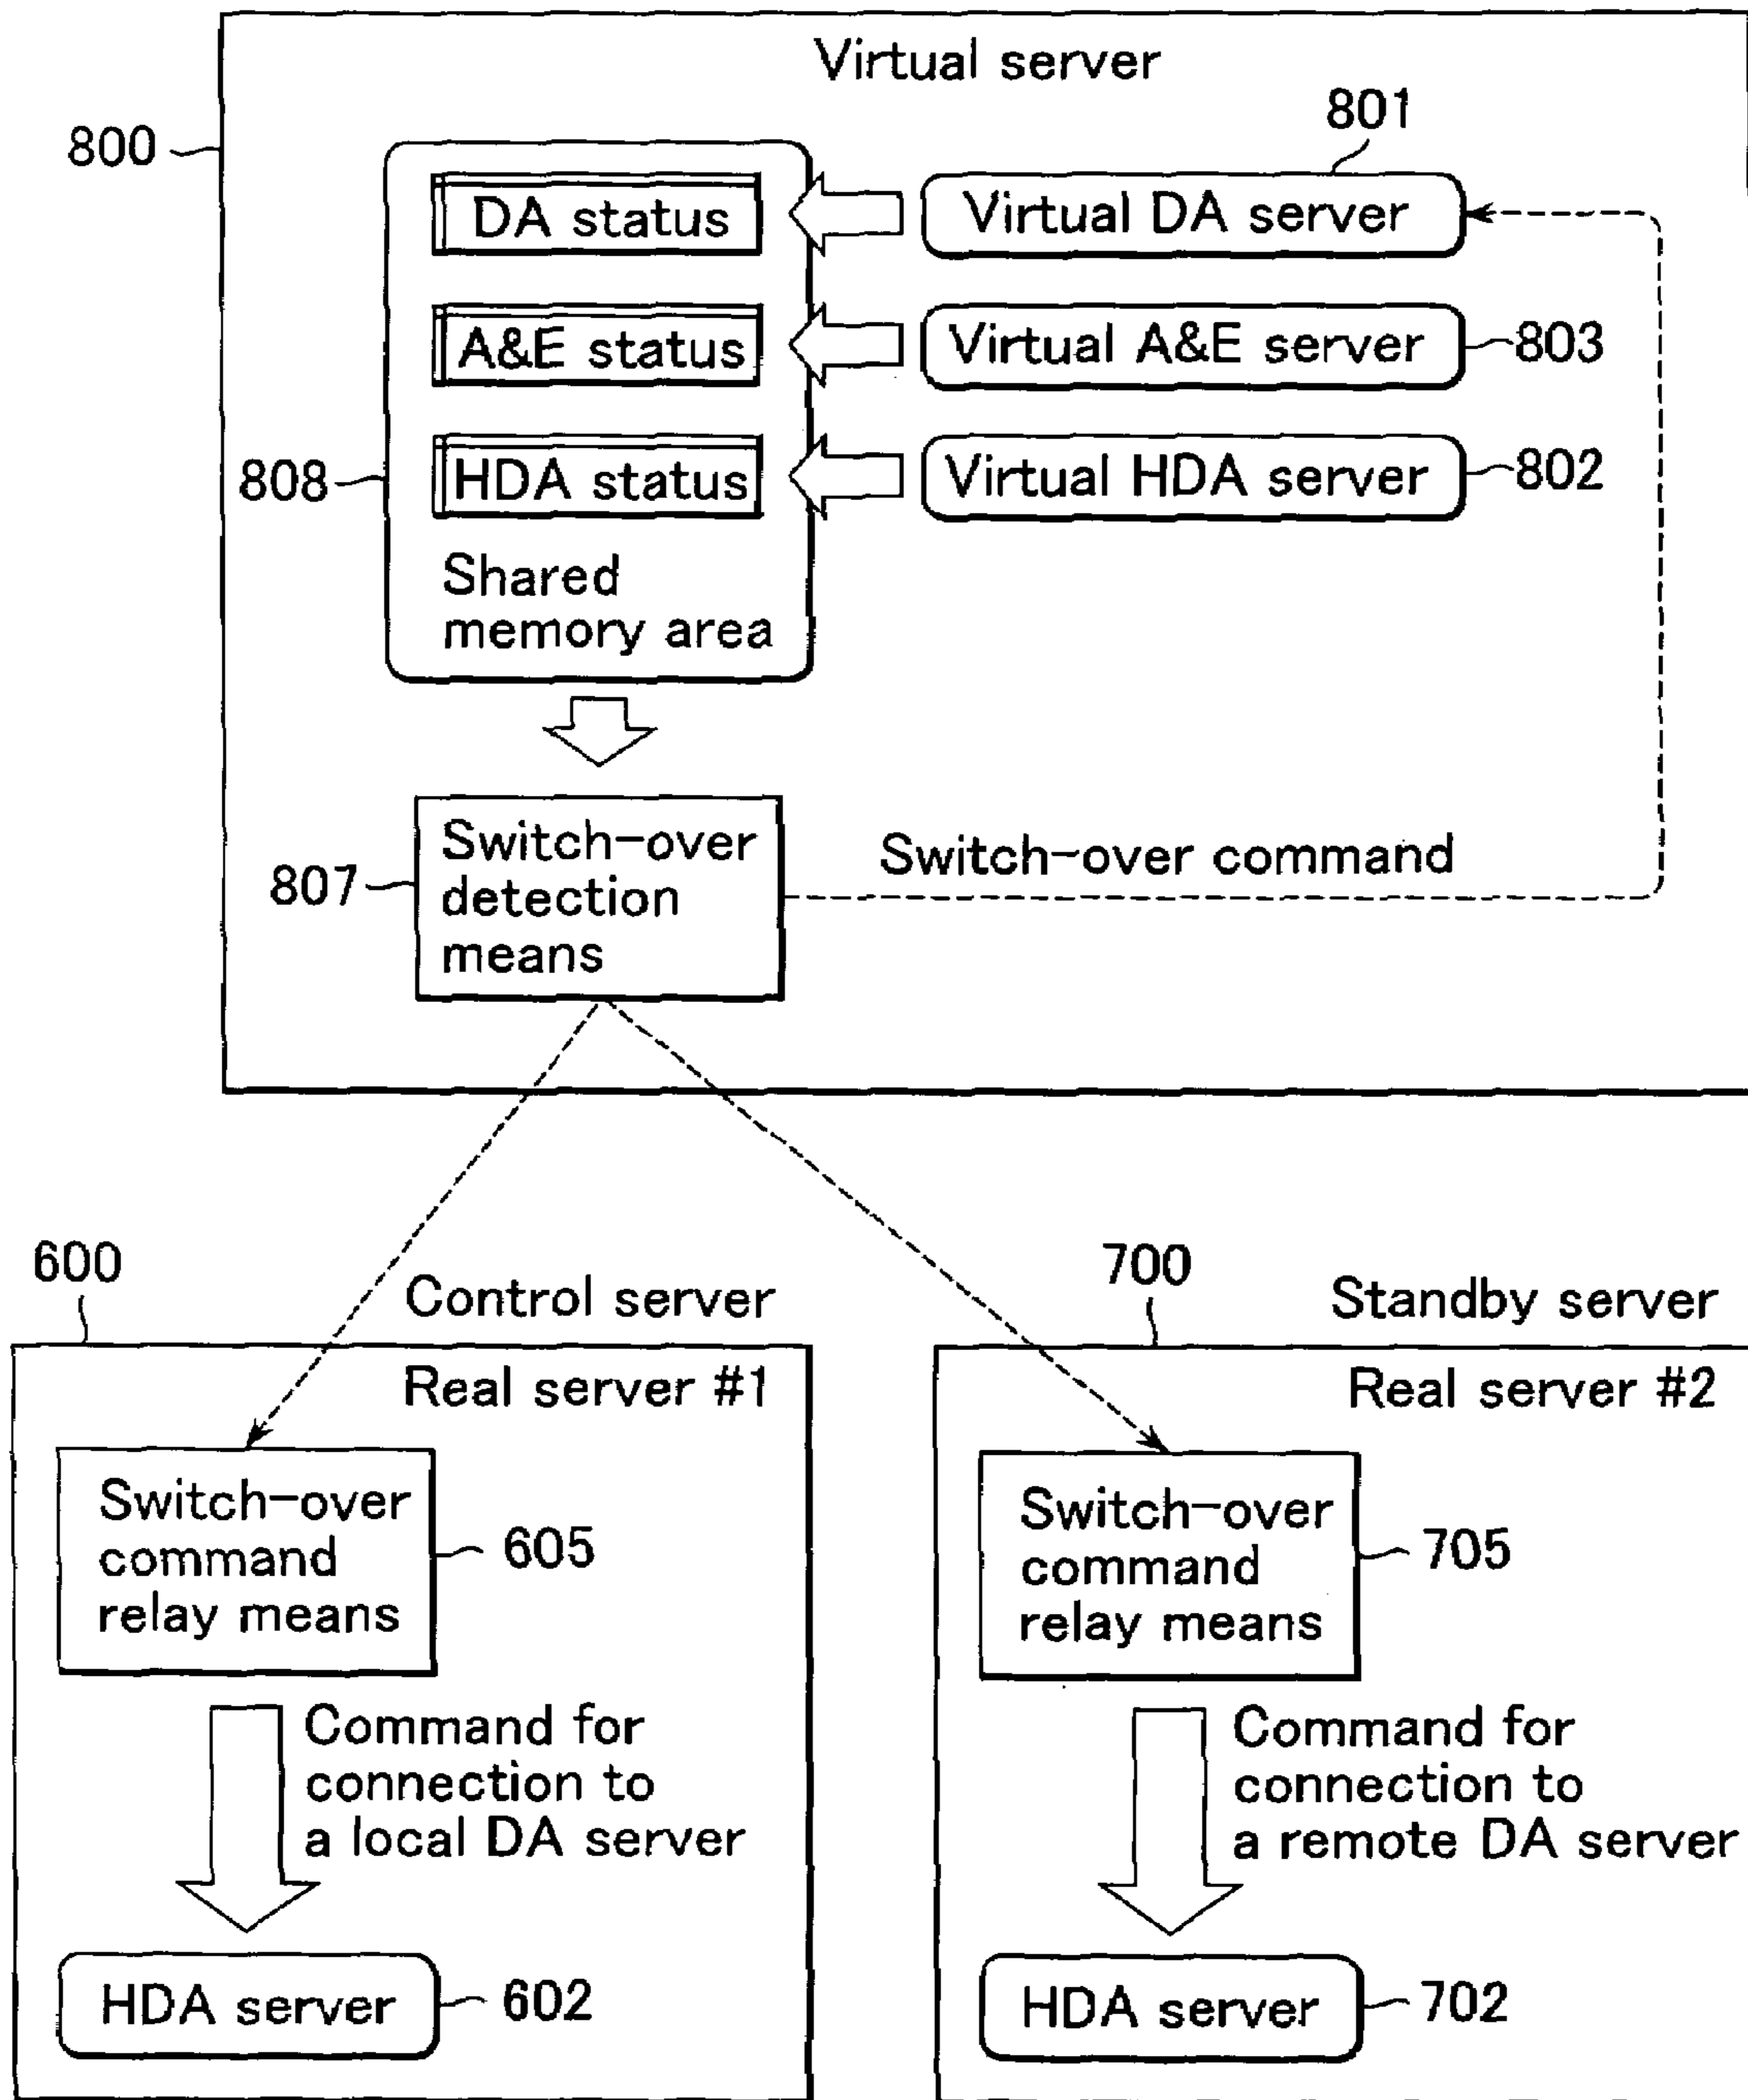 Virtual server
800
801
DA status
Virtual DA server
A&E status
Virtual A&E server
803
808
HDA status
Virtual HDA server
802
Shared
memory area
807
Switch-over
detection
means
Switch-over command
600
Control server
700
Standby server
Real server #1
Real server #2
Switch-over
command
relay means
605
Switch-over
command
relay means
705
Command for
connection to
a local DA server
Command for
connection to
a remote DA server
HDA server
602
HDA server
702